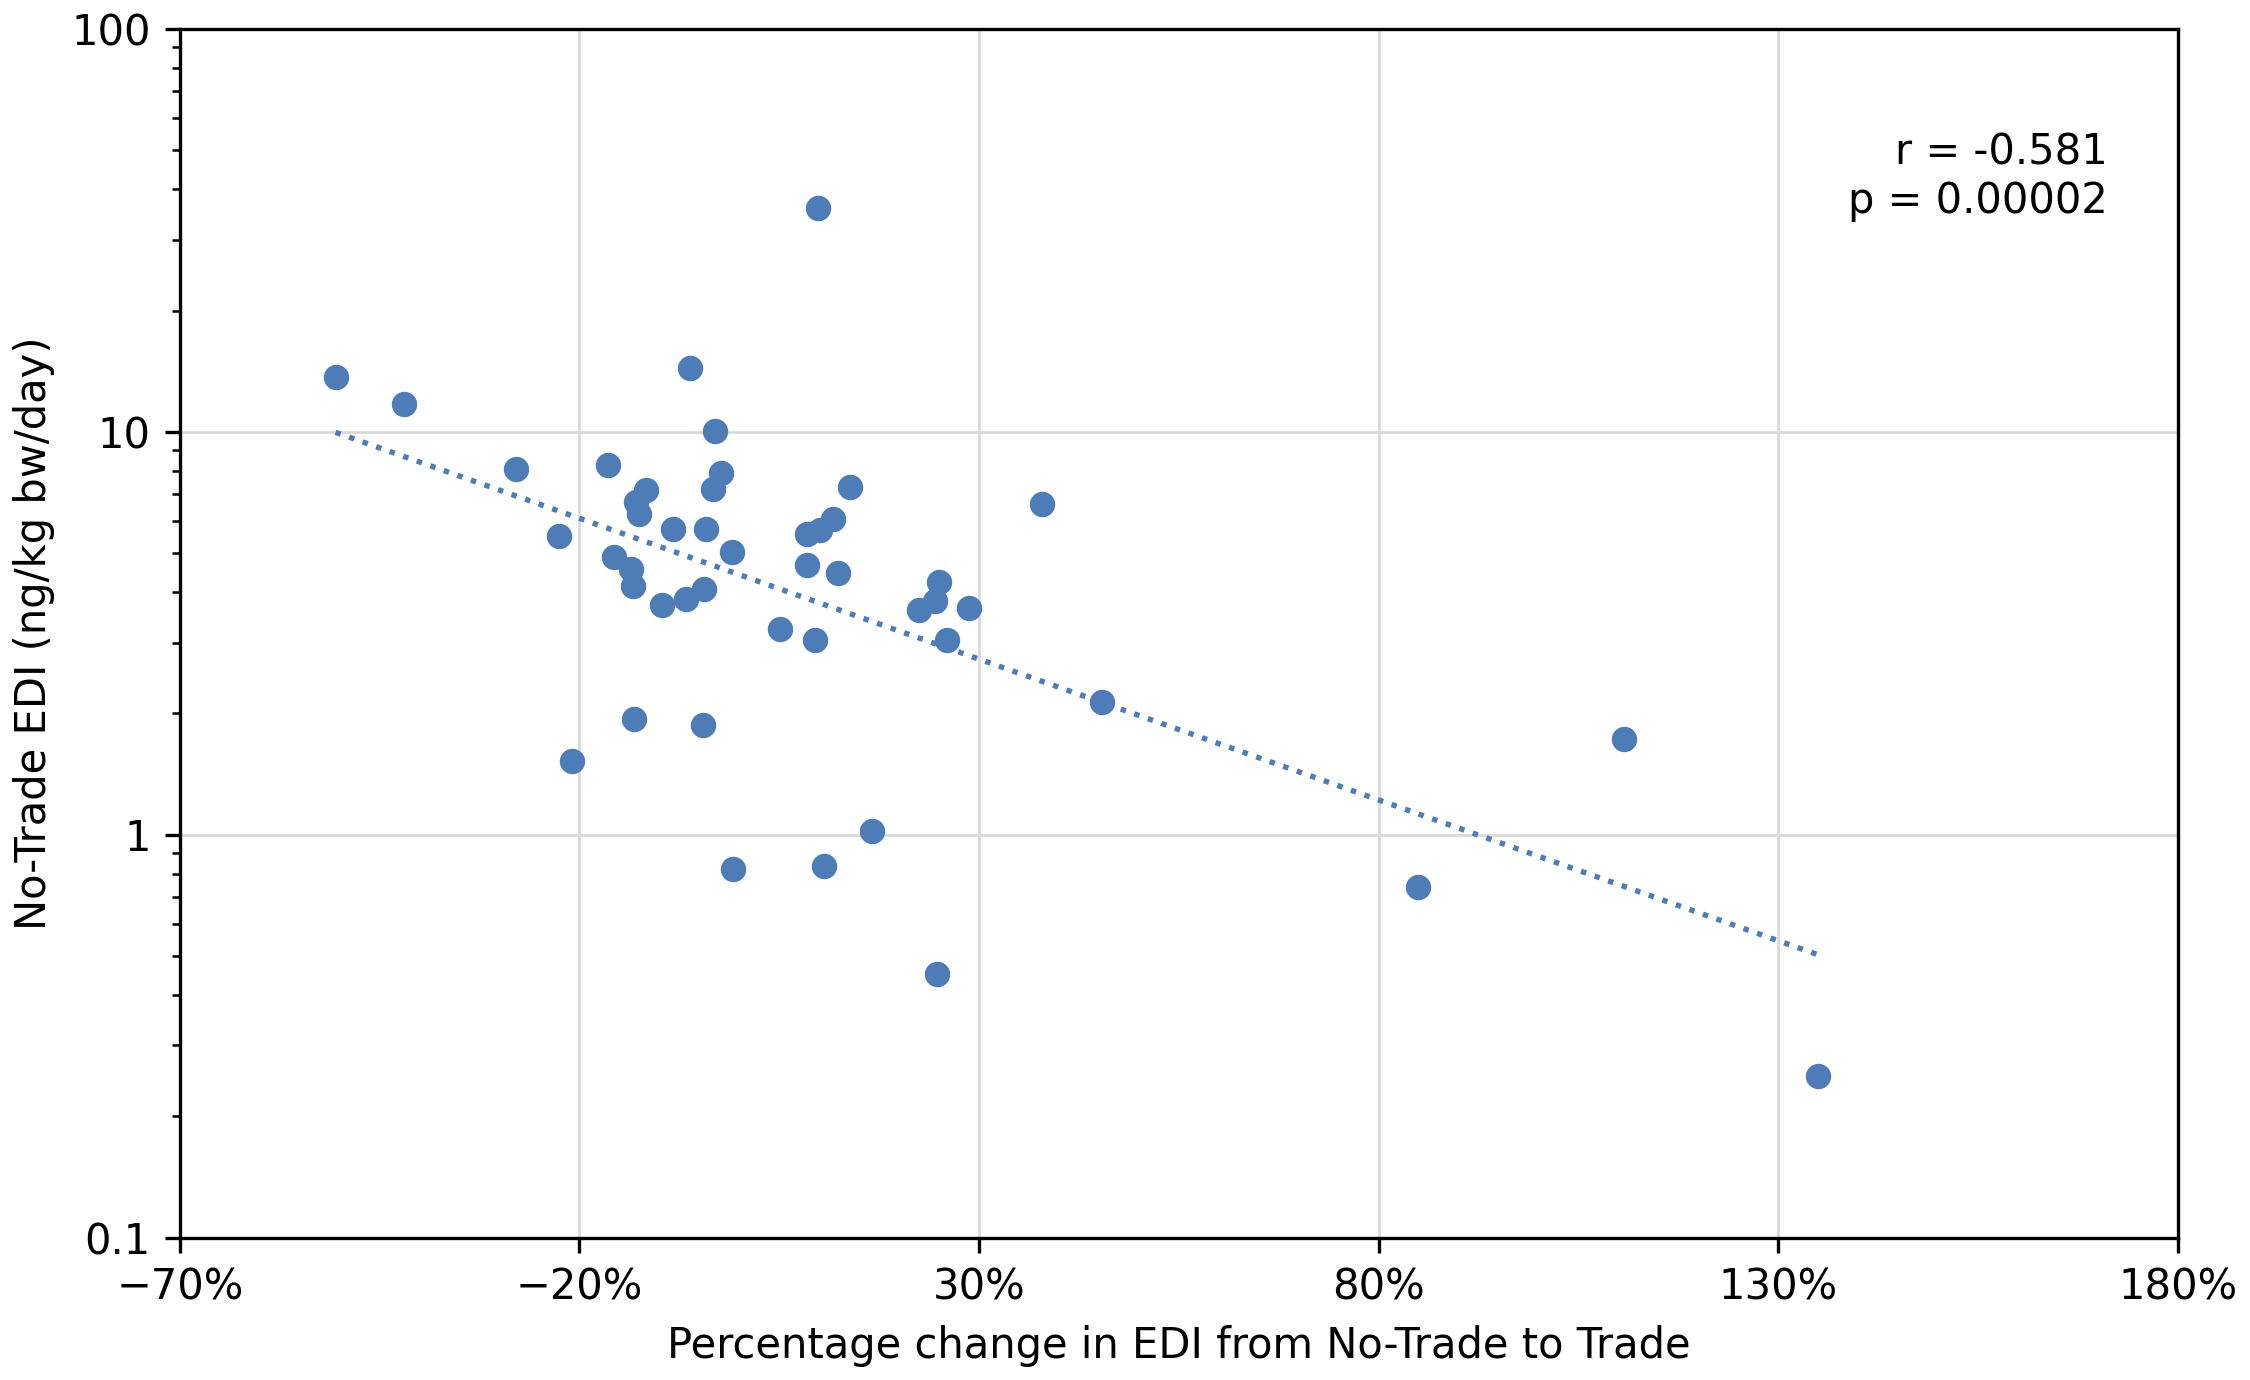 100
10
1
0.1
No-Trade EDI (ng/kg bw/day)
r = -0.581
p = 0.00002
−70%
−20%
30%
80%
130%
180%
Percentage change in EDI from No-Trade to Trade